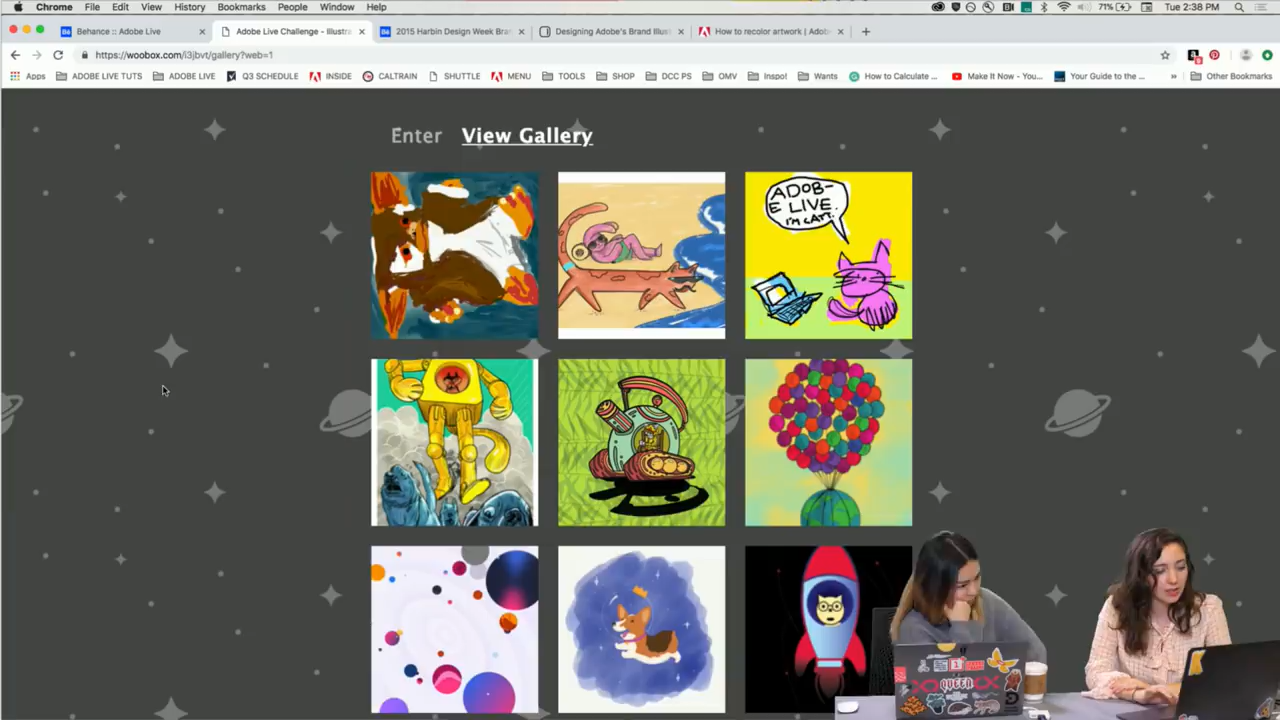 Chrome File Edit View History Bookmarks People Window Help 71% Tue 2:38 PM
Behance :: Adobe Live Adobe Live Challenge - Illustra 2015 Harbin Design Week Bran Designing Adobe's Brand Illust How to recolor artwork | Adob
https://woobox.com/i3jbvt/gallery?web=1
Apps ADOBE LIVE TUTS ADOBE LIVE Q3 SCHEDULE INSIDE CALTRAIN SHUTTLE MENU TOOLS SHOP DCC PS OMV Inspo! Wants How to Calculate ... Make It Now - You... Your Guide to the ... » Other Bookmarks
Enter View Gallery
ADOB-
E LIVE.
I'M CATT.
QUEEN